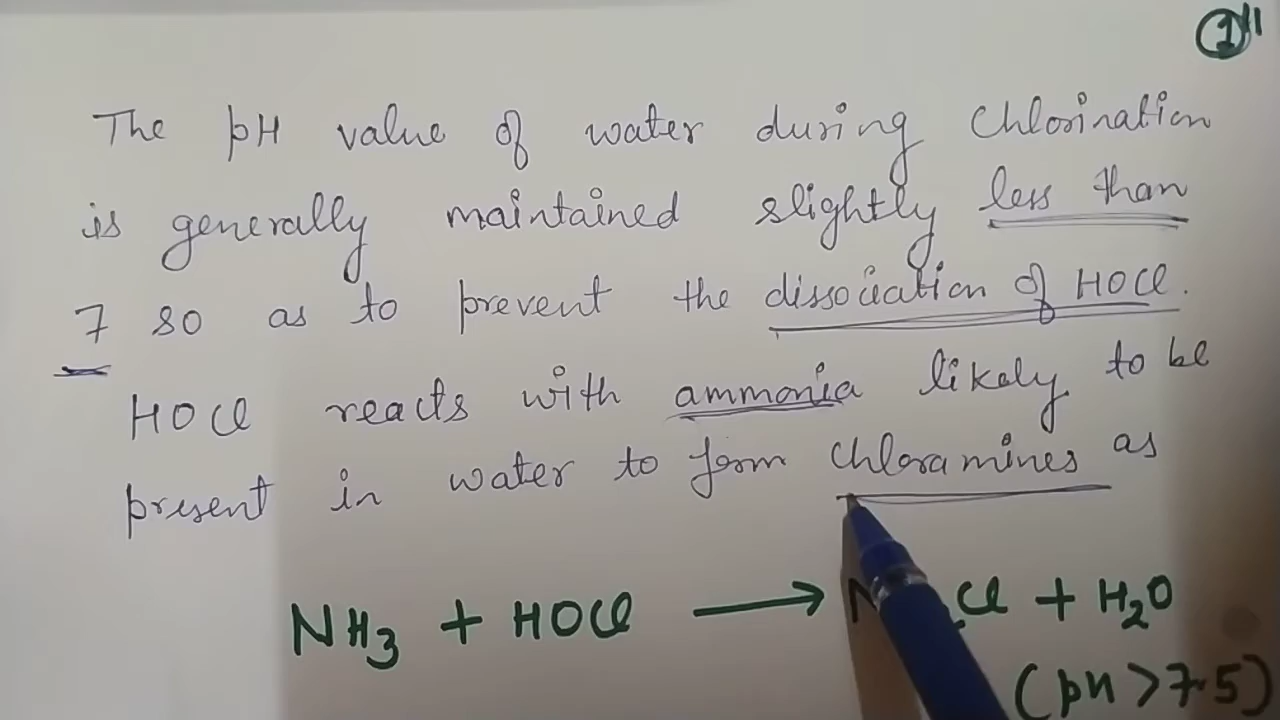 1
The pH value of water during Chlorination
is generally maintained slightly less than
7 so as to prevent the dissociation of HOCl.
HOCl reacts with ammonia likely to be
present in water to form chloramines as
NH3 + HOCl → Cl + H2O
(pH > 7.5)